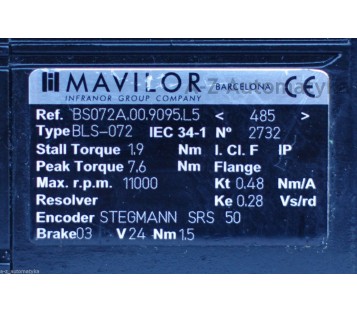 MAVILOR
INFRANOR GROUP COMPANY
BARCELONA CE
Ref. BS072A.00.9095.L5 < 485 >
Type BLS-072 IEC 34-1 Nº 2732
Stall Torque 1.9 Nm I. Cl. F IP
Peak Torque 7.6 Nm Flange
Max. r.p.m. 11000 Kt 0.48 Nm/A
Resolver Ke 0.28 Vs/rd
Encoder STEGMANN SRS 50
Brake 03 V 24 Nm 1.5
a-z_automatyka